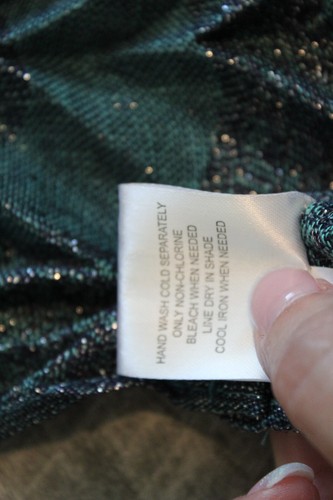 HAND WASH COLD SEPARATELY
ONLY NON-CHLORINE
BLEACH WHEN NEEDED
LINE DRY IN SHADE
COOL IRON WHEN NEEDED